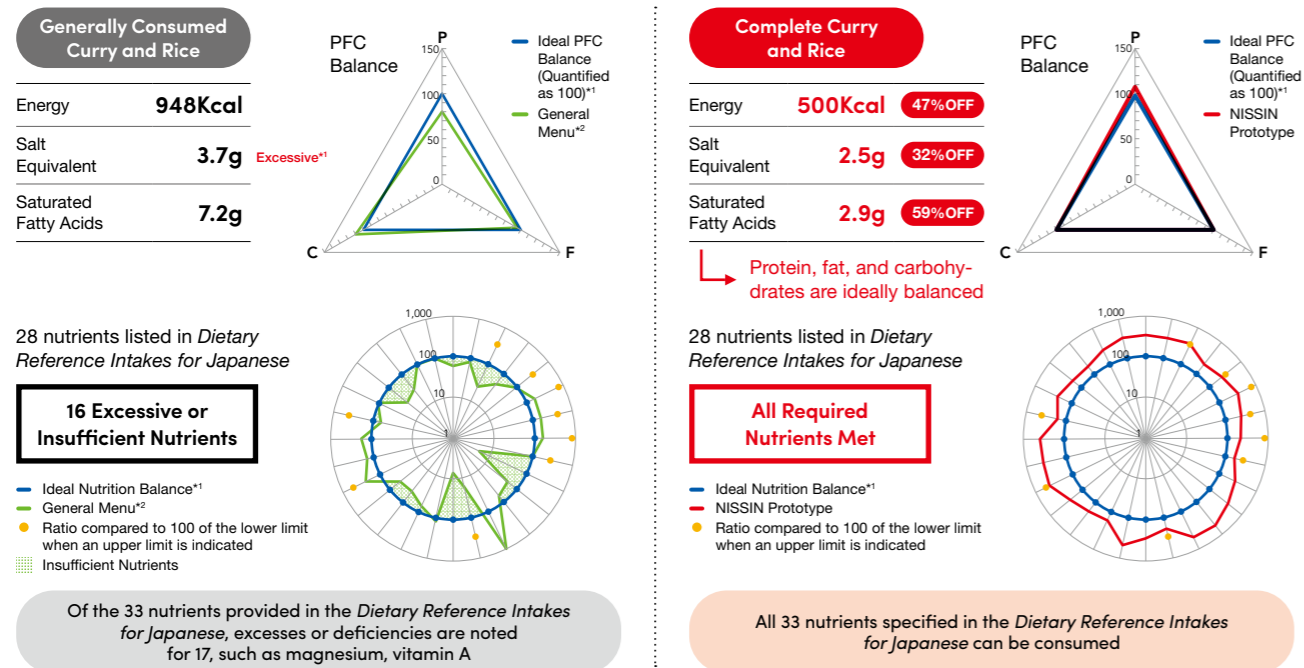 Generally Consumed
Curry and Rice
Energy 948Kcal
Salt
Equivalent 3.7g Excessive*1
Saturated
Fatty Acids 7.2g
PFC
Balance
P
150
100
50
0
C
F
Ideal PFC
Balance
(Quantified
as 100)*1
General
Menu*2
28 nutrients listed in Dietary
Reference Intakes for Japanese
16 Excessive or
Insufficient Nutrients
Ideal Nutrition Balance*1
General Menu*2
Ratio compared to 100 of the lower limit
when an upper limit is indicated
Insufficient Nutrients
1,000
100
10
1
Of the 33 nutrients provided in the Dietary Reference Intakes
for Japanese, excesses or deficiencies are noted
for 17, such as magnesium, vitamin A
Complete Curry
and Rice
Energy 500Kcal 47%OFF
Salt
Equivalent 2.5g 32%OFF
Saturated
Fatty Acids 2.9g 59%OFF
Protein, fat, and carbohy-
drates are ideally balanced
PFC
Balance
P
150
100
50
0
C
F
Ideal PFC
Balance
(Quantified
as 100)*1
NISSIN
Prototype
28 nutrients listed in Dietary
Reference Intakes for Japanese
All Required
Nutrients Met
Ideal Nutrition Balance*1
NISSIN Prototype
Ratio compared to 100 of the lower limit
when an upper limit is indicated
1,000
100
10
1
All 33 nutrients specified in the Dietary Reference Intakes
for Japanese can be consumed